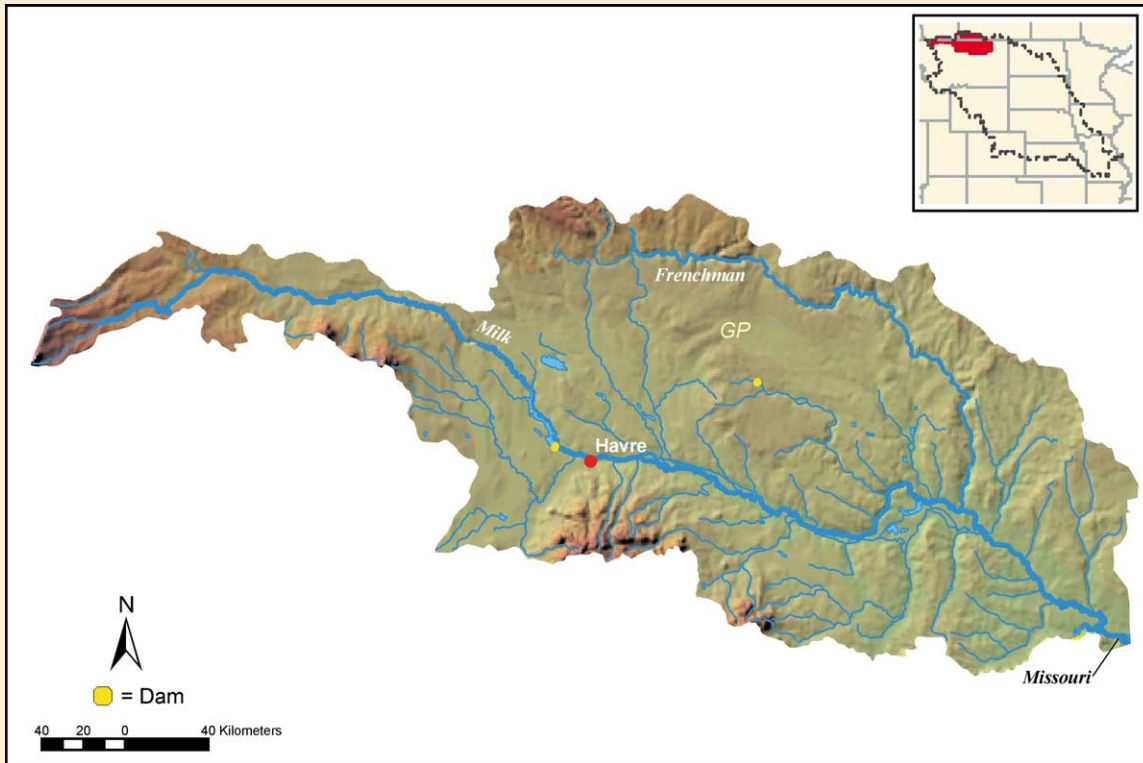 Frenchman
GP
Milk
Havre
N
= Dam
Missouri
40 20 0 40 Kilometers